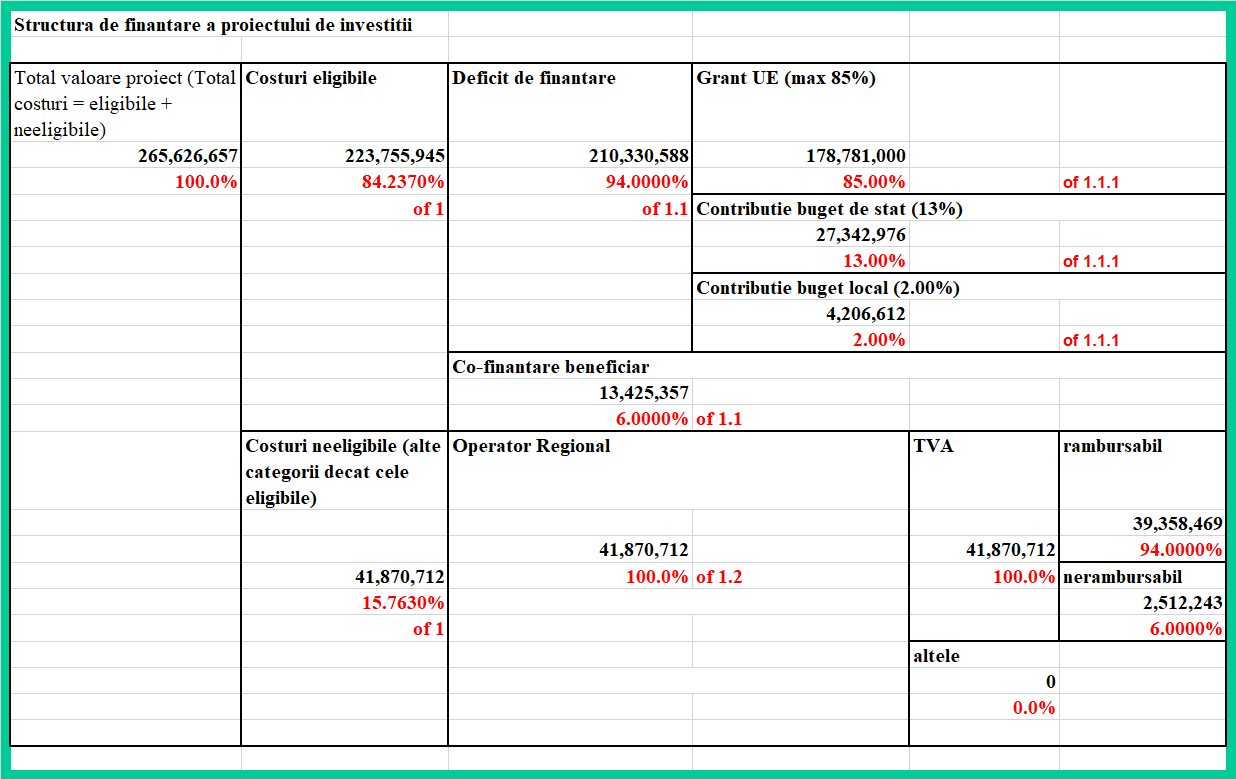 Structura de finantare a proiectului de investitii
Total valoare proiect (Total costuri = eligibile + neeligibile)
Costuri eligibile
Deficit de finantare
Grant UE (max 85%)
265,626,657
223,755,945
210,330,588
178,781,000
100.0%
84.2370%
94.0000%
85.00%
of 1.1.1
of 1
of 1.1
Contributie buget de stat (13%)
27,342,976
13.00%
of 1.1.1
Contributie buget local (2.00%)
4,206,612
2.00%
of 1.1.1
Co-finantare beneficiar
13,425,357
6.0000% of 1.1
Costuri neeligibile (alte categorii decat cele eligibile)
Operator Regional
TVA
rambursabil
39,358,469
41,870,712
41,870,712
94.0000%
41,870,712
100.0% of 1.2
100.0%
nerambursabil
15.7630%
2,512,243
of 1
6.0000%
altele
0
0.0%